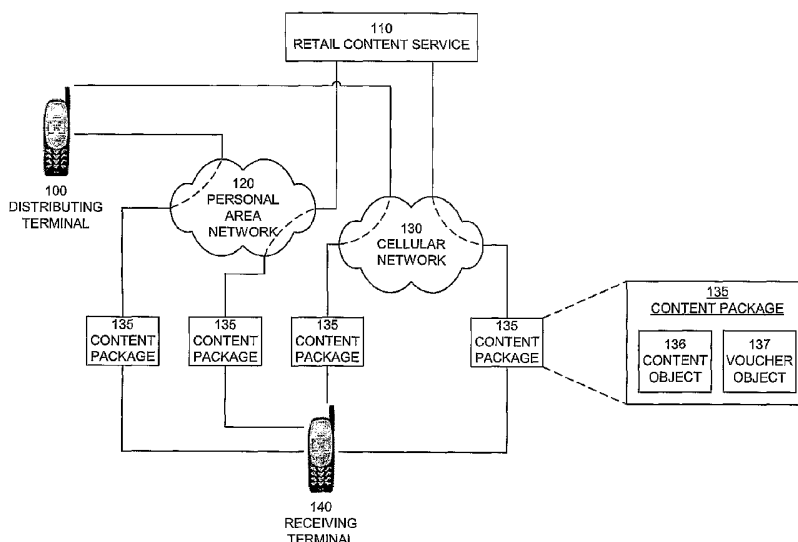 110
RETAIL CONTENT SERVICE
100
DISTRIBUTING
TERMINAL
120
PERSONAL
AREA
NETWORK
130
CELLULAR
NETWORK
135
CONTENT
PACKAGE
135
CONTENT
PACKAGE
135
CONTENT
PACKAGE
135
CONTENT
PACKAGE
135
CONTENT PACKAGE
136
CONTENT
OBJECT
137
VOUCHER
OBJECT
140
RECEIVING
TERMINAL